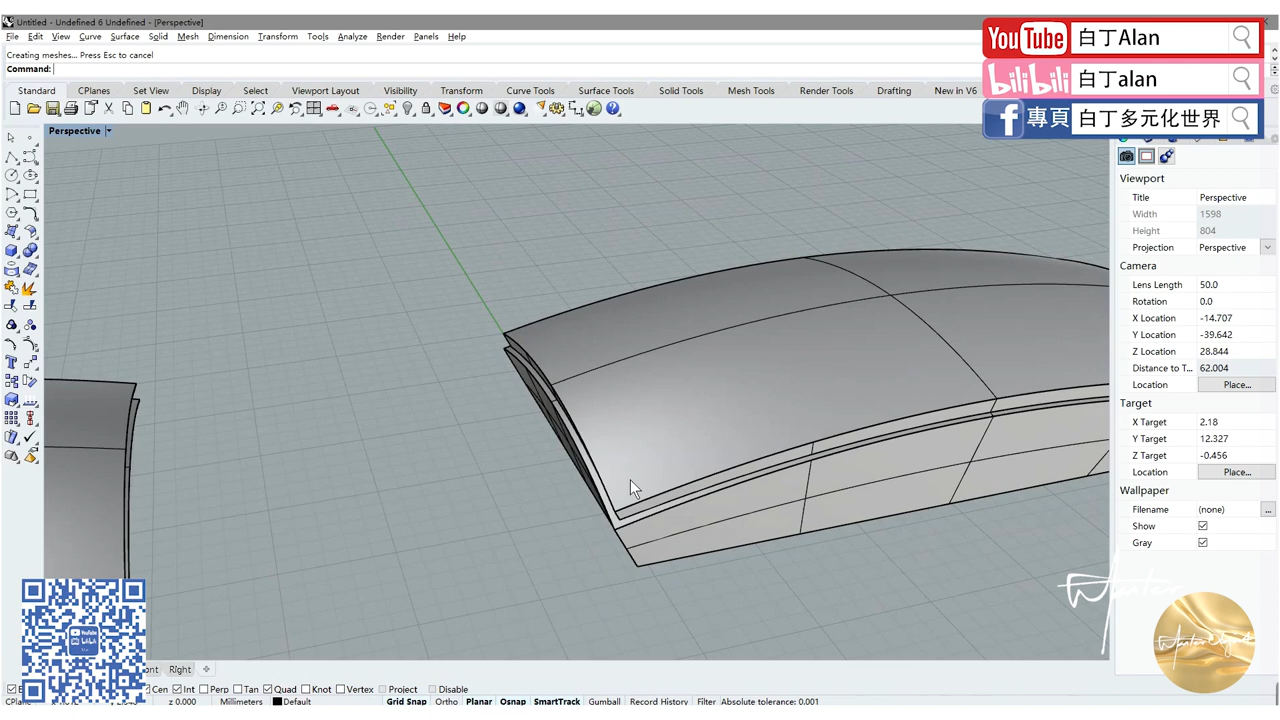 Untitled - Undefined 6 Undefined - [Perspective]
File Edit View Curve Surface Solid Mesh Dimension Transform Tools Analyze Render Panels Help
Creating meshes... Press Esc to cancel
Command:
Standard CPlanes Set View Display Select Viewport Layout Visibility Transform Curve Tools Surface Tools Solid Tools Mesh Tools Render Tools Drafting New in V6
YouTube 白丁Alan
bilibili 白丁alan
f 專頁 白丁多元化世界
Perspective
Viewport
Title Perspective
Width 1598
Height 804
Projection Perspective
Camera
Lens Length 50.0
Rotation 0.0
X Location -14.707
Y Location -39.642
Z Location 28.844
Distance to T... 62.004
Location Place...
Target
X Target 2.18
Y Target 12.327
Z Target -0.456
Location Place...
Wallpaper
Filename (none) ...
Show
Gray
Right
Cen Int Perp Tan Quad Knot Vertex Project Disable
z 0.000 Millimeters Default Grid Snap Ortho Planar Osnap SmartTrack Gumball Record History Filter Absolute tolerance: 0.001